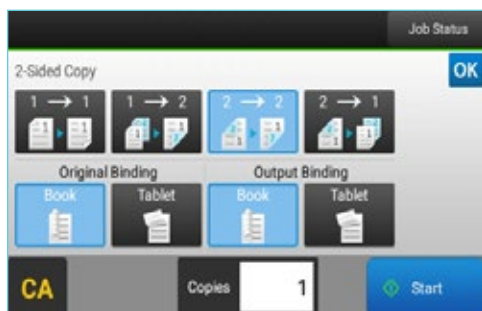 Job Status
2-Sided Copy
OK
1 → 1
1 → 2
2 → 2
2 → 1
Original Binding
Output Binding
Book
Tablet
Book
Tablet
CA
Copies
1
Start